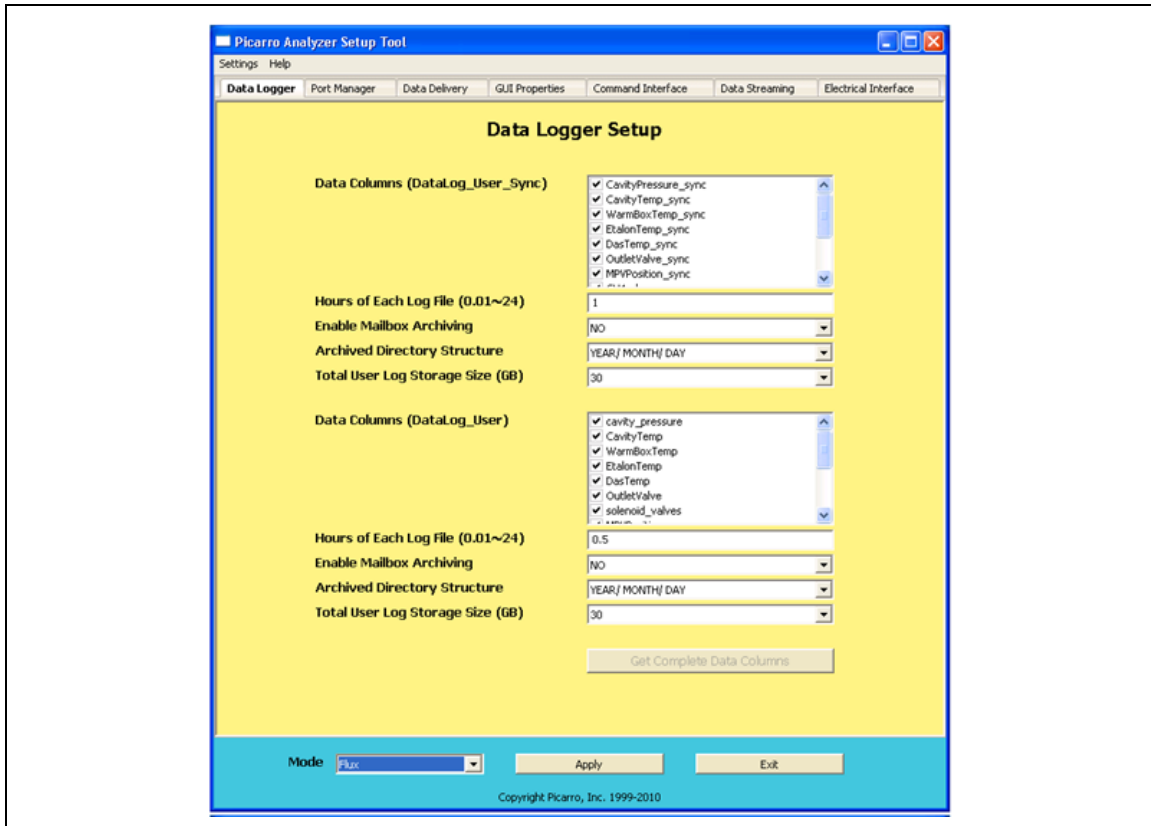 Picarro Analyzer Setup Tool
Settings Help
Data Logger Port Manager Data Delivery GUI Properties Command Interface Data Streaming Electrical Interface
Data Logger Setup
Data Columns (DataLog_User_Sync)
CavityPressure_sync
CavityTemp_sync
WarmBoxTemp_sync
EtalonTemp_sync
DasTemp_sync
OutletValve_sync
MPVPosition_sync
Hours of Each Log File (0.01~24) 1
Enable Mailbox Archiving NO
Archived Directory Structure YEAR/ MONTH/ DAY
Total User Log Storage Size (GB) 30
Data Columns (DataLog_User)
cavity_pressure
CavityTemp
WarmBoxTemp
EtalonTemp
DasTemp
OutletValve
solenoid_valves
Hours of Each Log File (0.01~24) 0.5
Enable Mailbox Archiving NO
Archived Directory Structure YEAR/ MONTH/ DAY
Total User Log Storage Size (GB) 30
Get Complete Data Columns
Mode Flux Apply Exit
Copyright Picarro, Inc. 1999-2010